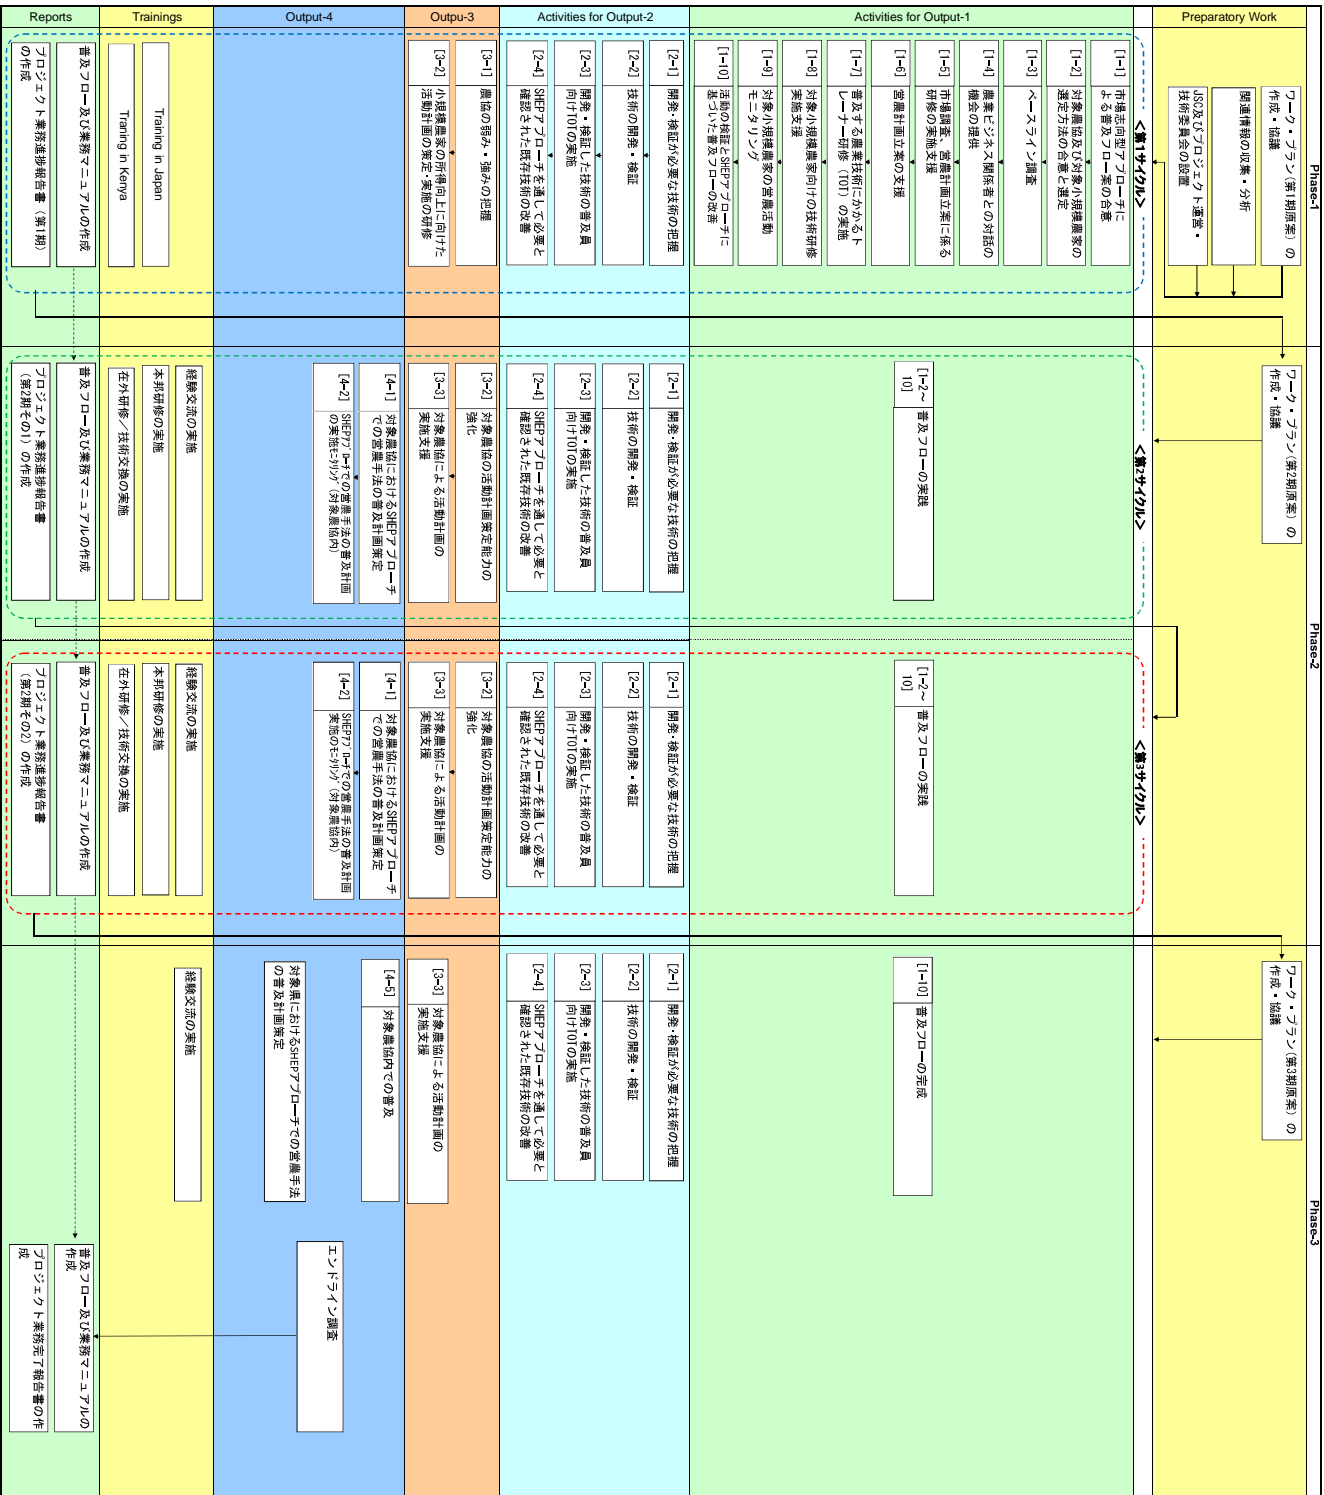 Reports
Trainings
Output-4
Outpu-3
Activities for Output-2
Activities for Output-1
Preparatory Work
Phase-1
ワーク・プラン(第1期原案)の
作成・協議
関連情報の収集・分析
JSC及びプロジェクト運営・
技術委員会の設置
<第1サイクル>
[1-1]
市場志向型アプローチに
よる普及フロー案の合意
[1-2]
対象農協及び対象小規模農家の
選定方法の合意と選定
[1-3]
ベースライン調査
[1-4]
農業ビジネス関係者との対話の
機会の提供
[1-5]
市場調査、営農計画立案に係る
研修の実施支援
[1-6]
営農計画立案の支援
[1-7]
普及する農業技術にかかるト
レーナー研修(TOT)の実施
[1-8]
対象小規模農家向けの技術研修
実施支援
[1-9]
対象小規模農家の営農活動
モニタリング
[1-10]
活動の検証とSHEPアプローチに
基づいた普及フローの改善
[2-1]
開発・検証が必要な技術の把握
[2-2]
技術の開発・検証
[2-3]
開発・検証した技術の普及員
向けTOTの実施
[2-4]
SHEPアプローチを通して必要と
確認された既存技術の改善
[3-1]
農協の弱み・強みの把握
[3-2]
小規模農家の所得向上に向けた
活動計画の策定・実施の研修
Training in Japan
Traning in Kenya
普及フロー及び業務マニュアルの作成
プロジェクト業務進捗報告書(第1期)
の作成
Phase-2
ワーク・プラン(第2期原案)の
作成・協議
<第2サイクル>
[1-2~
10]
普及フローの実践
[2-1]
開発・検証が必要な技術の把握
[2-2]
技術の開発・検証
[2-3]
開発・検証した技術の普及員
向けTOTの実施
[2-4]
SHEPアプローチを通して必要と
確認された既存技術の改善
[3-2]
対象農協の活動計画策定能力の
強化
[3-3]
対象農協による活動計画の
実施支援
[4-1]
対象農協におけるSHEPアプローチ
での営農手法の普及計画策定
[4-2]
SHEPアプローチでの営農手法の普及計画
の実施モニタリング(対象農協内)
経験交流の実施
本邦研修の実施
在外研修/技術交換の実施
普及フロー及び業務マニュアルの作成
プロジェクト業務進捗報告書
(第2期その1)の作成
<第3サイクル>
[1-2~
10]
普及フローの実践
[2-1]
開発・検証が必要な技術の把握
[2-2]
技術の開発・検証
[2-3]
開発・検証した技術の普及員
向けTOTの実施
[2-4]
SHEPアプローチを通して必要と
確認された既存技術の改善
[3-2]
対象農協の活動計画策定能力の
強化
[3-3]
対象農協による活動計画の
実施支援
[4-1]
対象農協におけるSHEPアプローチ
での営農手法の普及計画策定
[4-2]
SHEPアプローチでの営農手法の普及計画
実施のモニタリング(対象農協内)
経験交流の実施
本邦研修の実施
在外研修/技術交換の実施
普及フロー及び業務マニュアルの作成
プロジェクト業務進捗報告書
(第2期その2)の作成
Phase-3
ワーク・プラン(第3期原案)の
作成・協議
[1-10]
普及フローの完成
[2-1]
開発・検証が必要な技術の把握
[2-2]
技術の開発・検証
[2-3]
開発・検証した技術の普及員
向けTOTの実施
[2-4]
SHEPアプローチを通して必要と
確認された既存技術の改善
[3-3]
対象農協による活動計画の
実施支援
[4-5]
対象農協内での普及
対象県におけるSHEPアプローチでの営農手法
の普及計画策定
経験交流の実施
エンドライン調査
普及フロー及び業務マニュアルの
作成
プロジェクト業務完了報告書の作
成